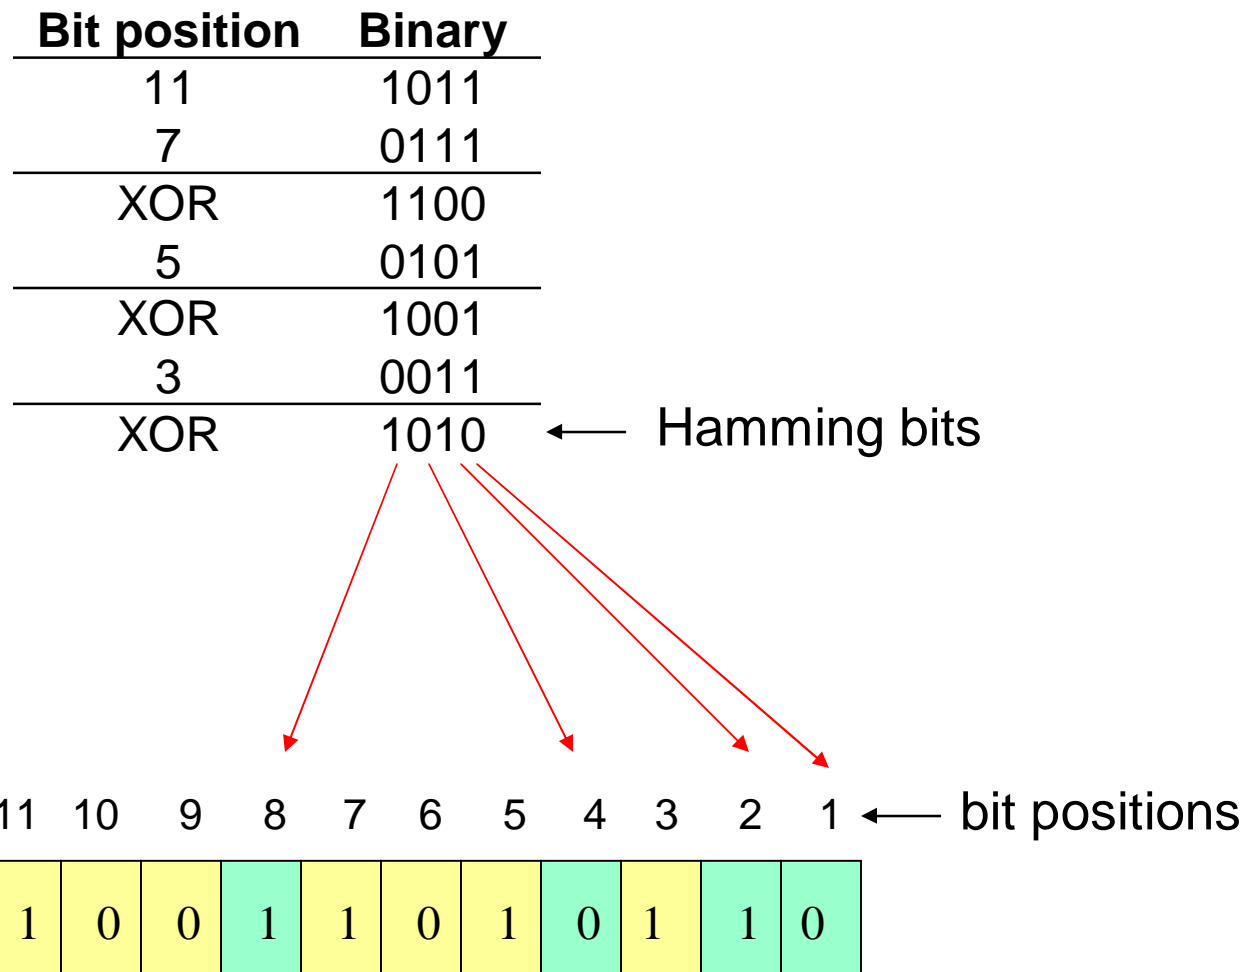 Bit position Binary
11 1011
7 0111
XOR 1100
5 0101
XOR 1001
3 0011
XOR 1010 Hamming bits
11 10 9 8 7 6 5 4 3 2 1 bit positions
1 0 0 1 1 0 1 0 1 1 0